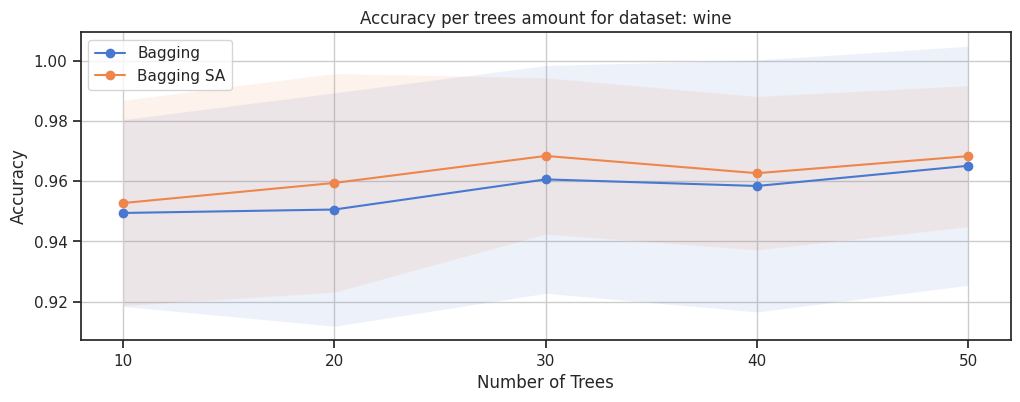 Accuracy per trees amount for dataset: wine
Bagging
Bagging SA
Accuracy
1.00
0.98
0.96
0.94
0.92
10 20 30 40 50
Number of Trees